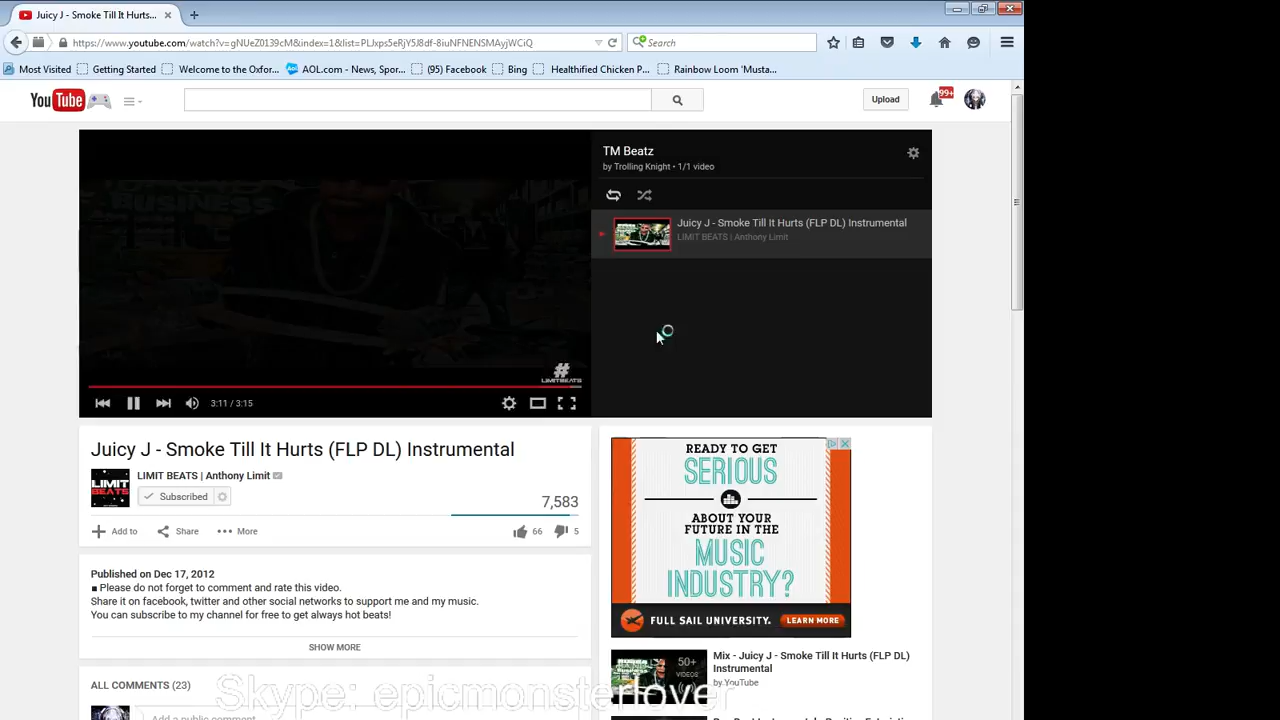 Juicy J - Smoke Till It Hurts...
https://www.youtube.com/watch?v=gNUeZ0139cM&index=1&list=PLJxps5eRjY5J8df-8iuNFNENSMAyjWCiQ
Search
Most Visited
Getting Started
Welcome to the Oxfor...
Aol
AOL.com - News, Spor...
(95) Facebook
Bing
Healthified Chicken P...
Rainbow Loom 'Musta...
YouTube
Upload
99+
BUSINESS
TM Beatz
by Trolling Knight • 1/1 video
Juicy J - Smoke Till It Hurts (FLP DL) Instrumental
LIMIT BEATS | Anthony Limit
#
LIMITBEATS
3:11 / 3:15
Juicy J - Smoke Till It Hurts (FLP DL) Instrumental
LIMIT BEATS
LIMIT BEATS | Anthony Limit
Subscribed
7,583
Add to
Share
More
66
5
Published on Dec 17, 2012
■ Please do not forget to comment and rate this video.
Share it on facebook, twitter and other social networks to support me and my music.
You can subscribe to my channel for free to get always hot beats!
SHOW MORE
ALL COMMENTS (23)
Add a public comment...
READY TO GET
SERIOUS
ABOUT YOUR
FUTURE IN THE
MUSIC
INDUSTRY?
FULL SAIL UNIVERSITY.
LEARN MORE
50+
VIDEOS
Mix - Juicy J - Smoke Till It Hurts (FLP DL)
Instrumental
by YouTube
Skype: epicmonsterlover